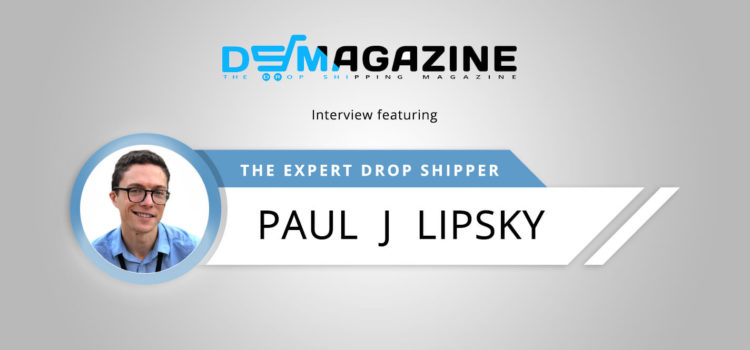 DSMAGAZINE
THE DROP SHIPPING MAGAZINE
Interview featuring
THE EXPERT DROP SHIPPER
PAUL J LIPSKY